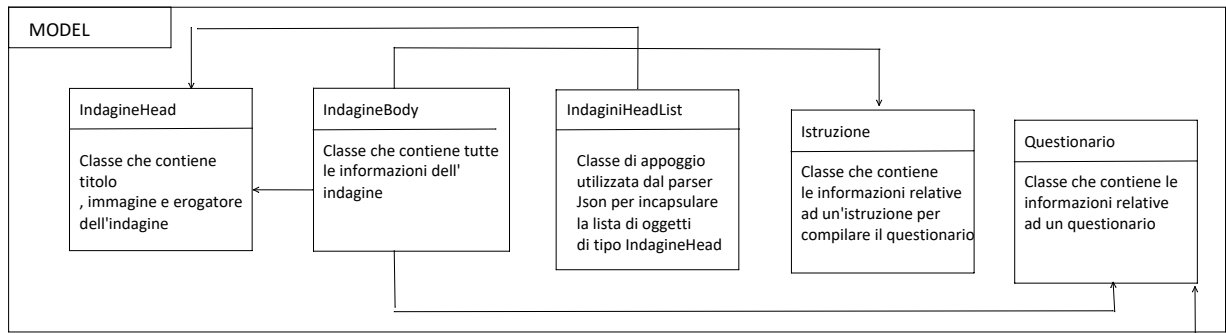 MODEL
IndagineHead
Classe che contiene
titolo
, immagine e erogatore
dell'indagine
IndagineBody
Classe che contiene tutte
le informazioni dell'
indagine
IndaginiHeadList
Classe di appoggio
utilizzata dal parser
Json per incapsulare
la lista di oggetti
di tipo IndagineHead
Istruzione
Classe che contiene
le informazioni relative
ad un'istruzione per
compilare il questionario
Questionario
Classe che contiene le
informazioni relative
ad un questionario